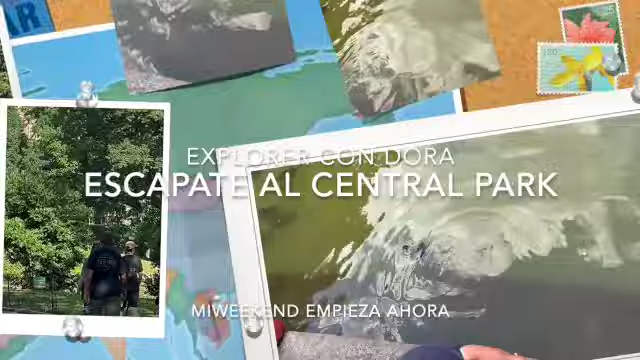 EXPLORER CON DORA
ESCAPATE AL CENTRAL PARK
MIWEEKEND EMPIEZA AHORA